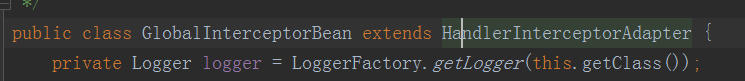 */
public class GlobalInterceptorBean extends HandlerInterceptorAdapter {
private Logger logger = LoggerFactory.getLogger(this.getClass());